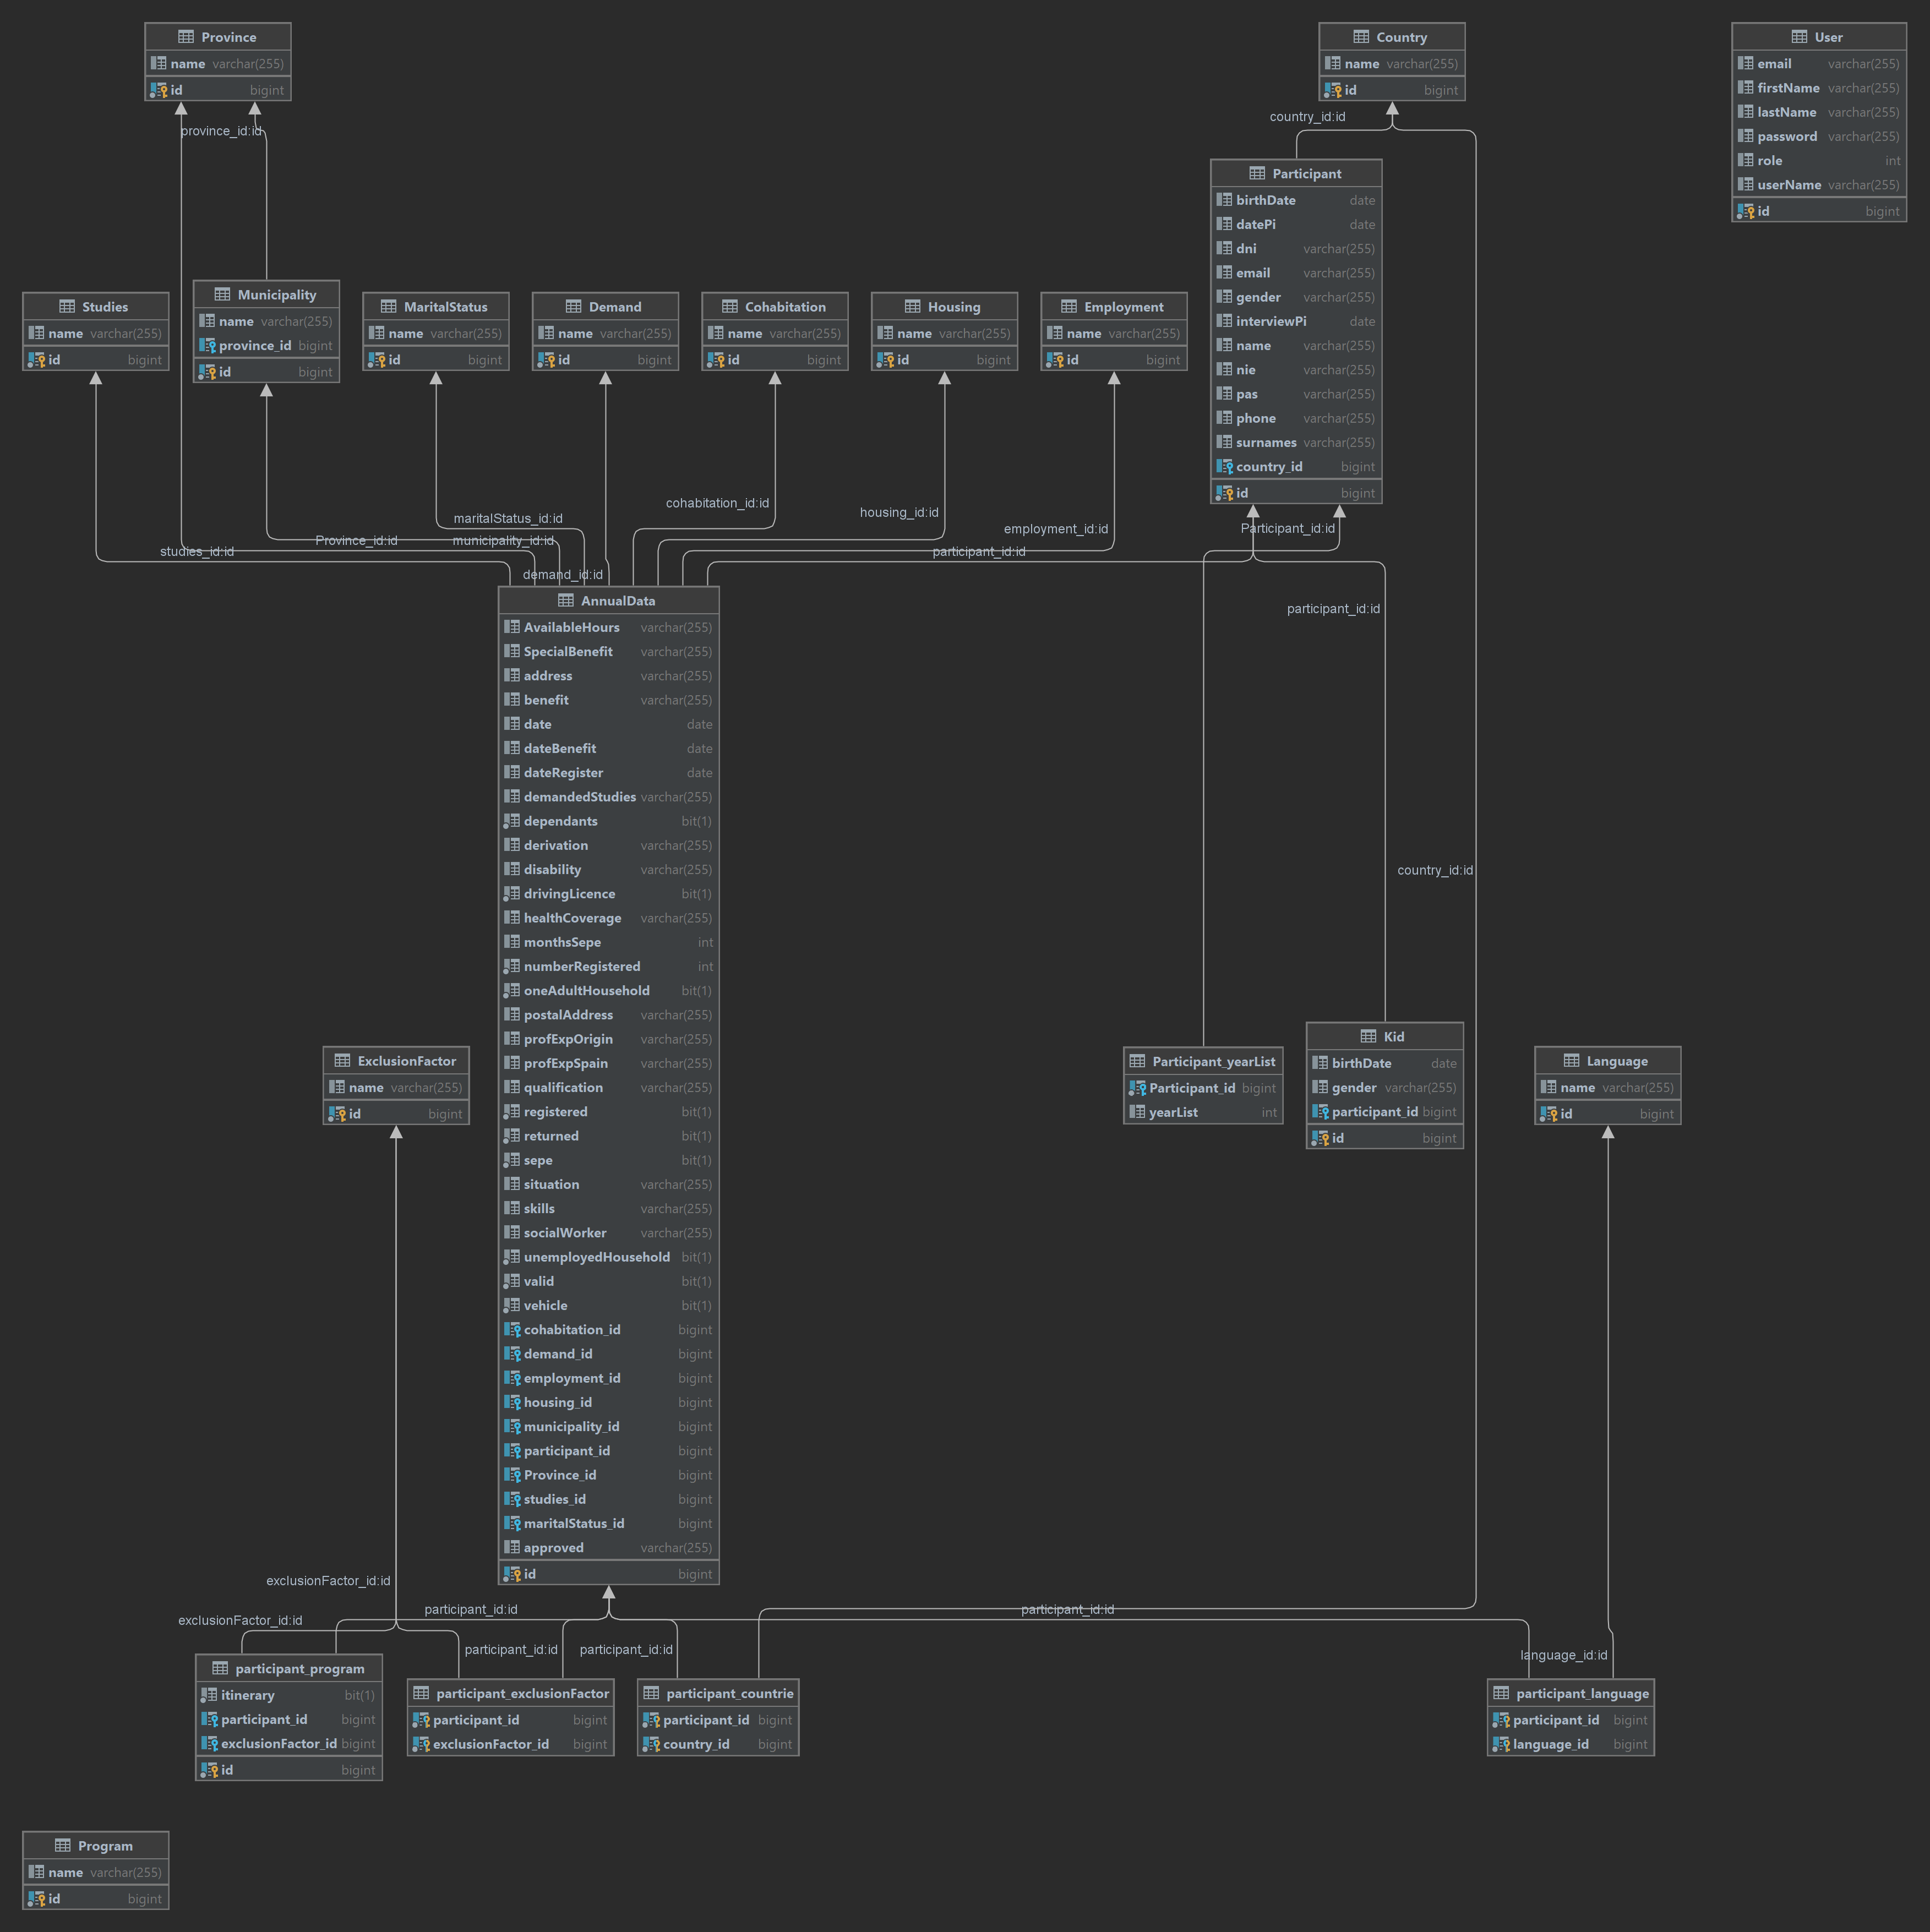 Province
name varchar(255)
id bigint
Country
name varchar(255)
id bigint
User
email varchar(255)
firstName varchar(255)
lastName varchar(255)
password varchar(255)
role int
userName varchar(255)
id bigint
province_id:id
country_id:id
Participant
birthDate date
datePi date
dni varchar(255)
email varchar(255)
gender varchar(255)
interviewPi date
name varchar(255)
nie varchar(255)
pas varchar(255)
phone varchar(255)
surnames varchar(255)
country_id bigint
id bigint
Studies
name varchar(255)
id bigint
Municipality
name varchar(255)
province_id bigint
id bigint
MaritalStatus
name varchar(255)
id bigint
Demand
name varchar(255)
id bigint
Cohabitation
name varchar(255)
id bigint
Housing
name varchar(255)
id bigint
Employment
name varchar(255)
id bigint
cohabitation_id:id
housing_id:id
maritalStatus_id:id
employment_id:id
Participant_id:id
Province_id:id
municipality_id:id
studies_id:id
participant_id:id
demand_id:id
participant_id:id
AnnualData
AvailableHours varchar(255)
SpecialBenefit varchar(255)
address varchar(255)
benefit varchar(255)
date date
dateBenefit date
dateRegister date
demandedStudies varchar(255)
dependants bit(1)
derivation varchar(255)
disability varchar(255)
drivingLicence bit(1)
healthCoverage varchar(255)
monthsSepe int
numberRegistered int
oneAdultHousehold bit(1)
postalAddress varchar(255)
profExpOrigin varchar(255)
profExpSpain varchar(255)
qualification varchar(255)
registered bit(1)
returned bit(1)
sepe bit(1)
situation varchar(255)
skills varchar(255)
socialWorker varchar(255)
unemployedHousehold bit(1)
valid bit(1)
vehicle bit(1)
cohabitation_id bigint
demand_id bigint
employment_id bigint
housing_id bigint
municipality_id bigint
participant_id bigint
Province_id bigint
studies_id bigint
maritalStatus_id bigint
approved varchar(255)
id bigint
country_id:id
ExclusionFactor
name varchar(255)
id bigint
Participant_yearList
Participant_id bigint
yearList int
Kid
birthDate date
gender varchar(255)
participant_id bigint
id bigint
Language
name varchar(255)
id bigint
exclusionFactor_id:id
participant_id:id
participant_id:id
exclusionFactor_id:id
participant_id:id
participant_id:id
language_id:id
participant_program
itinerary bit(1)
participant_id bigint
exclusionFactor_id bigint
id bigint
participant_exclusionFactor
participant_id bigint
exclusionFactor_id bigint
participant_countrie
participant_id bigint
country_id bigint
participant_language
participant_id bigint
language_id bigint
Program
name varchar(255)
id bigint